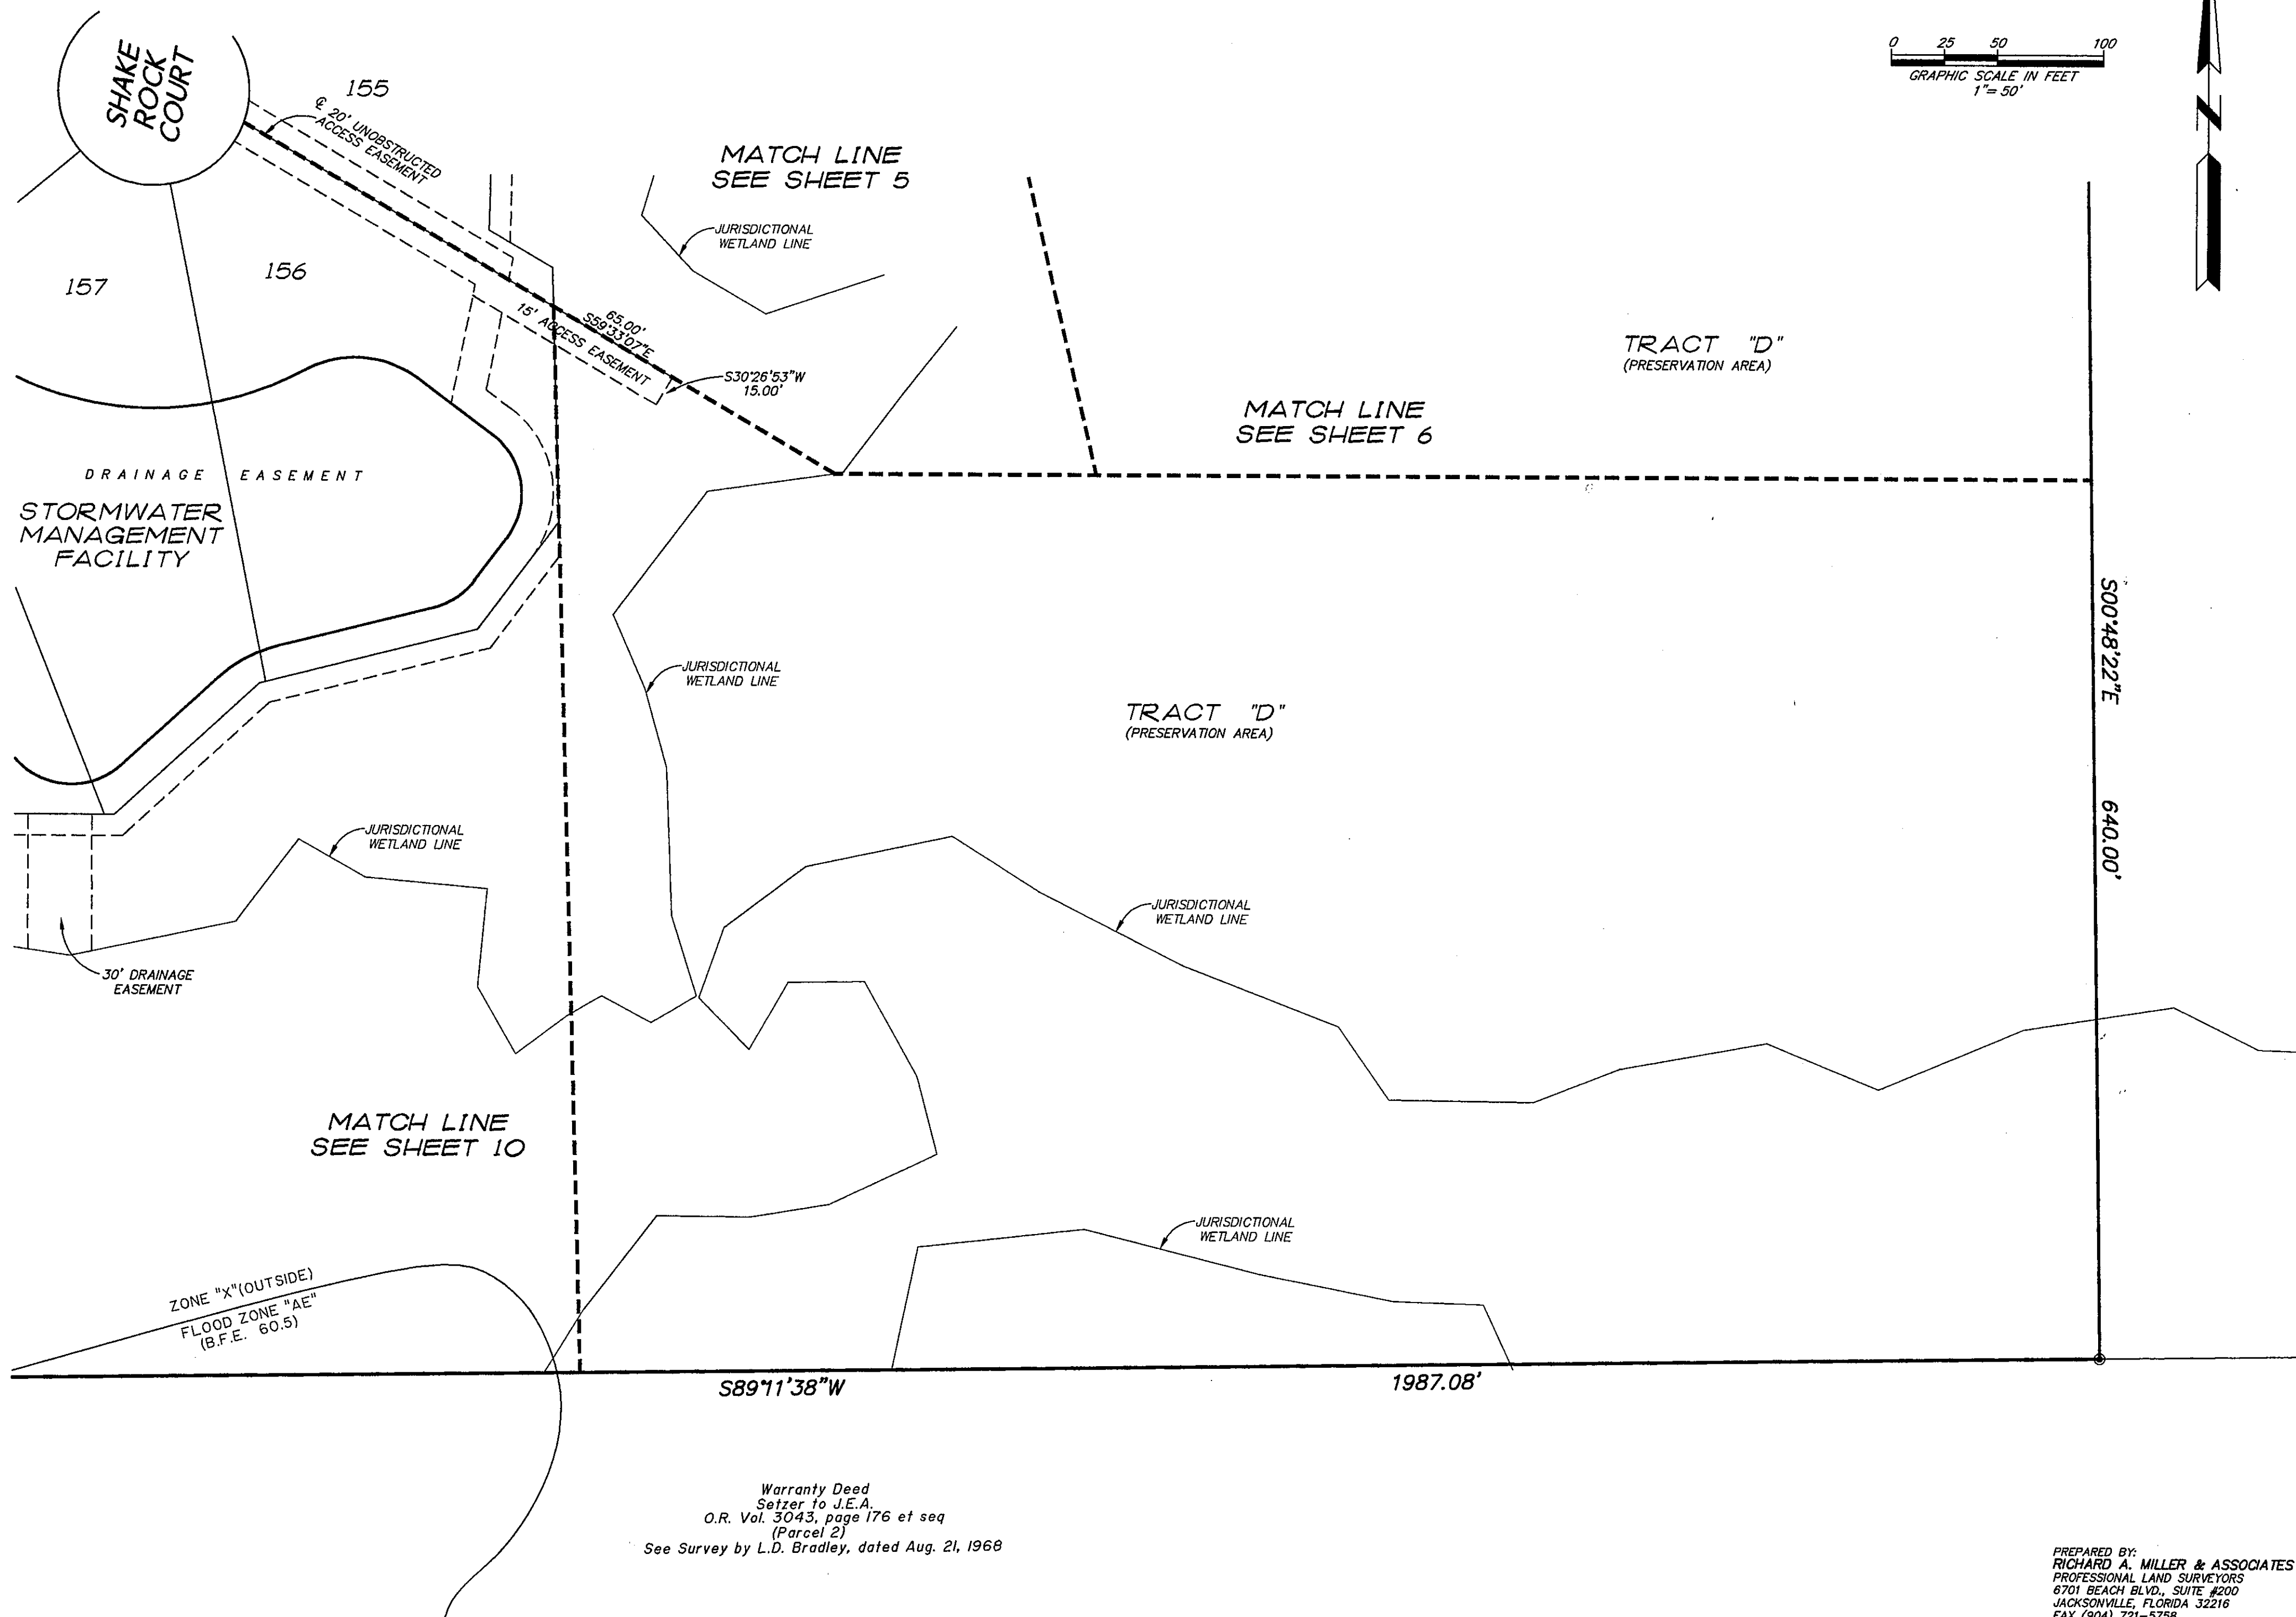 SHAKE
ROCK
COURT
155
℄ 20' UNOBSTRUCTED
ACCESS EASEMENT
MATCH LINE
SEE SHEET 5
0 25 50 100
GRAPHIC SCALE IN FEET
1"= 50'
N
JURISDICTIONAL
WETLAND LINE
157
156
65.00'
S59°33'07"E
15' ACCESS EASEMENT
S30°26'53"W
15.00'
TRACT "D"
(PRESERVATION AREA)
MATCH LINE
SEE SHEET 6
DRAINAGE EASEMENT
STORMWATER
MANAGEMENT
FACILITY
S00°48'22"E
640.00'
JURISDICTIONAL
WETLAND LINE
TRACT "D"
(PRESERVATION AREA)
JURISDICTIONAL
WETLAND LINE
JURISDICTIONAL
WETLAND LINE
30' DRAINAGE
EASEMENT
MATCH LINE
SEE SHEET 10
JURISDICTIONAL
WETLAND LINE
ZONE "X"(OUTSIDE)
FLOOD ZONE "AE"
(B.F.E. 60.5)
S89°11'38"W
1987.08'
Warranty Deed
Setzer to J.E.A.
O.R. Vol. 3043, page 176 et seq
(Parcel 2)
See Survey by L.D. Bradley, dated Aug. 21, 1968
PREPARED BY:
RICHARD A. MILLER & ASSOCIATES
PROFESSIONAL LAND SURVEYORS
6701 BEACH BLVD., SUITE #200
JACKSONVILLE, FLORIDA 32216
FAX (904) 721-5758